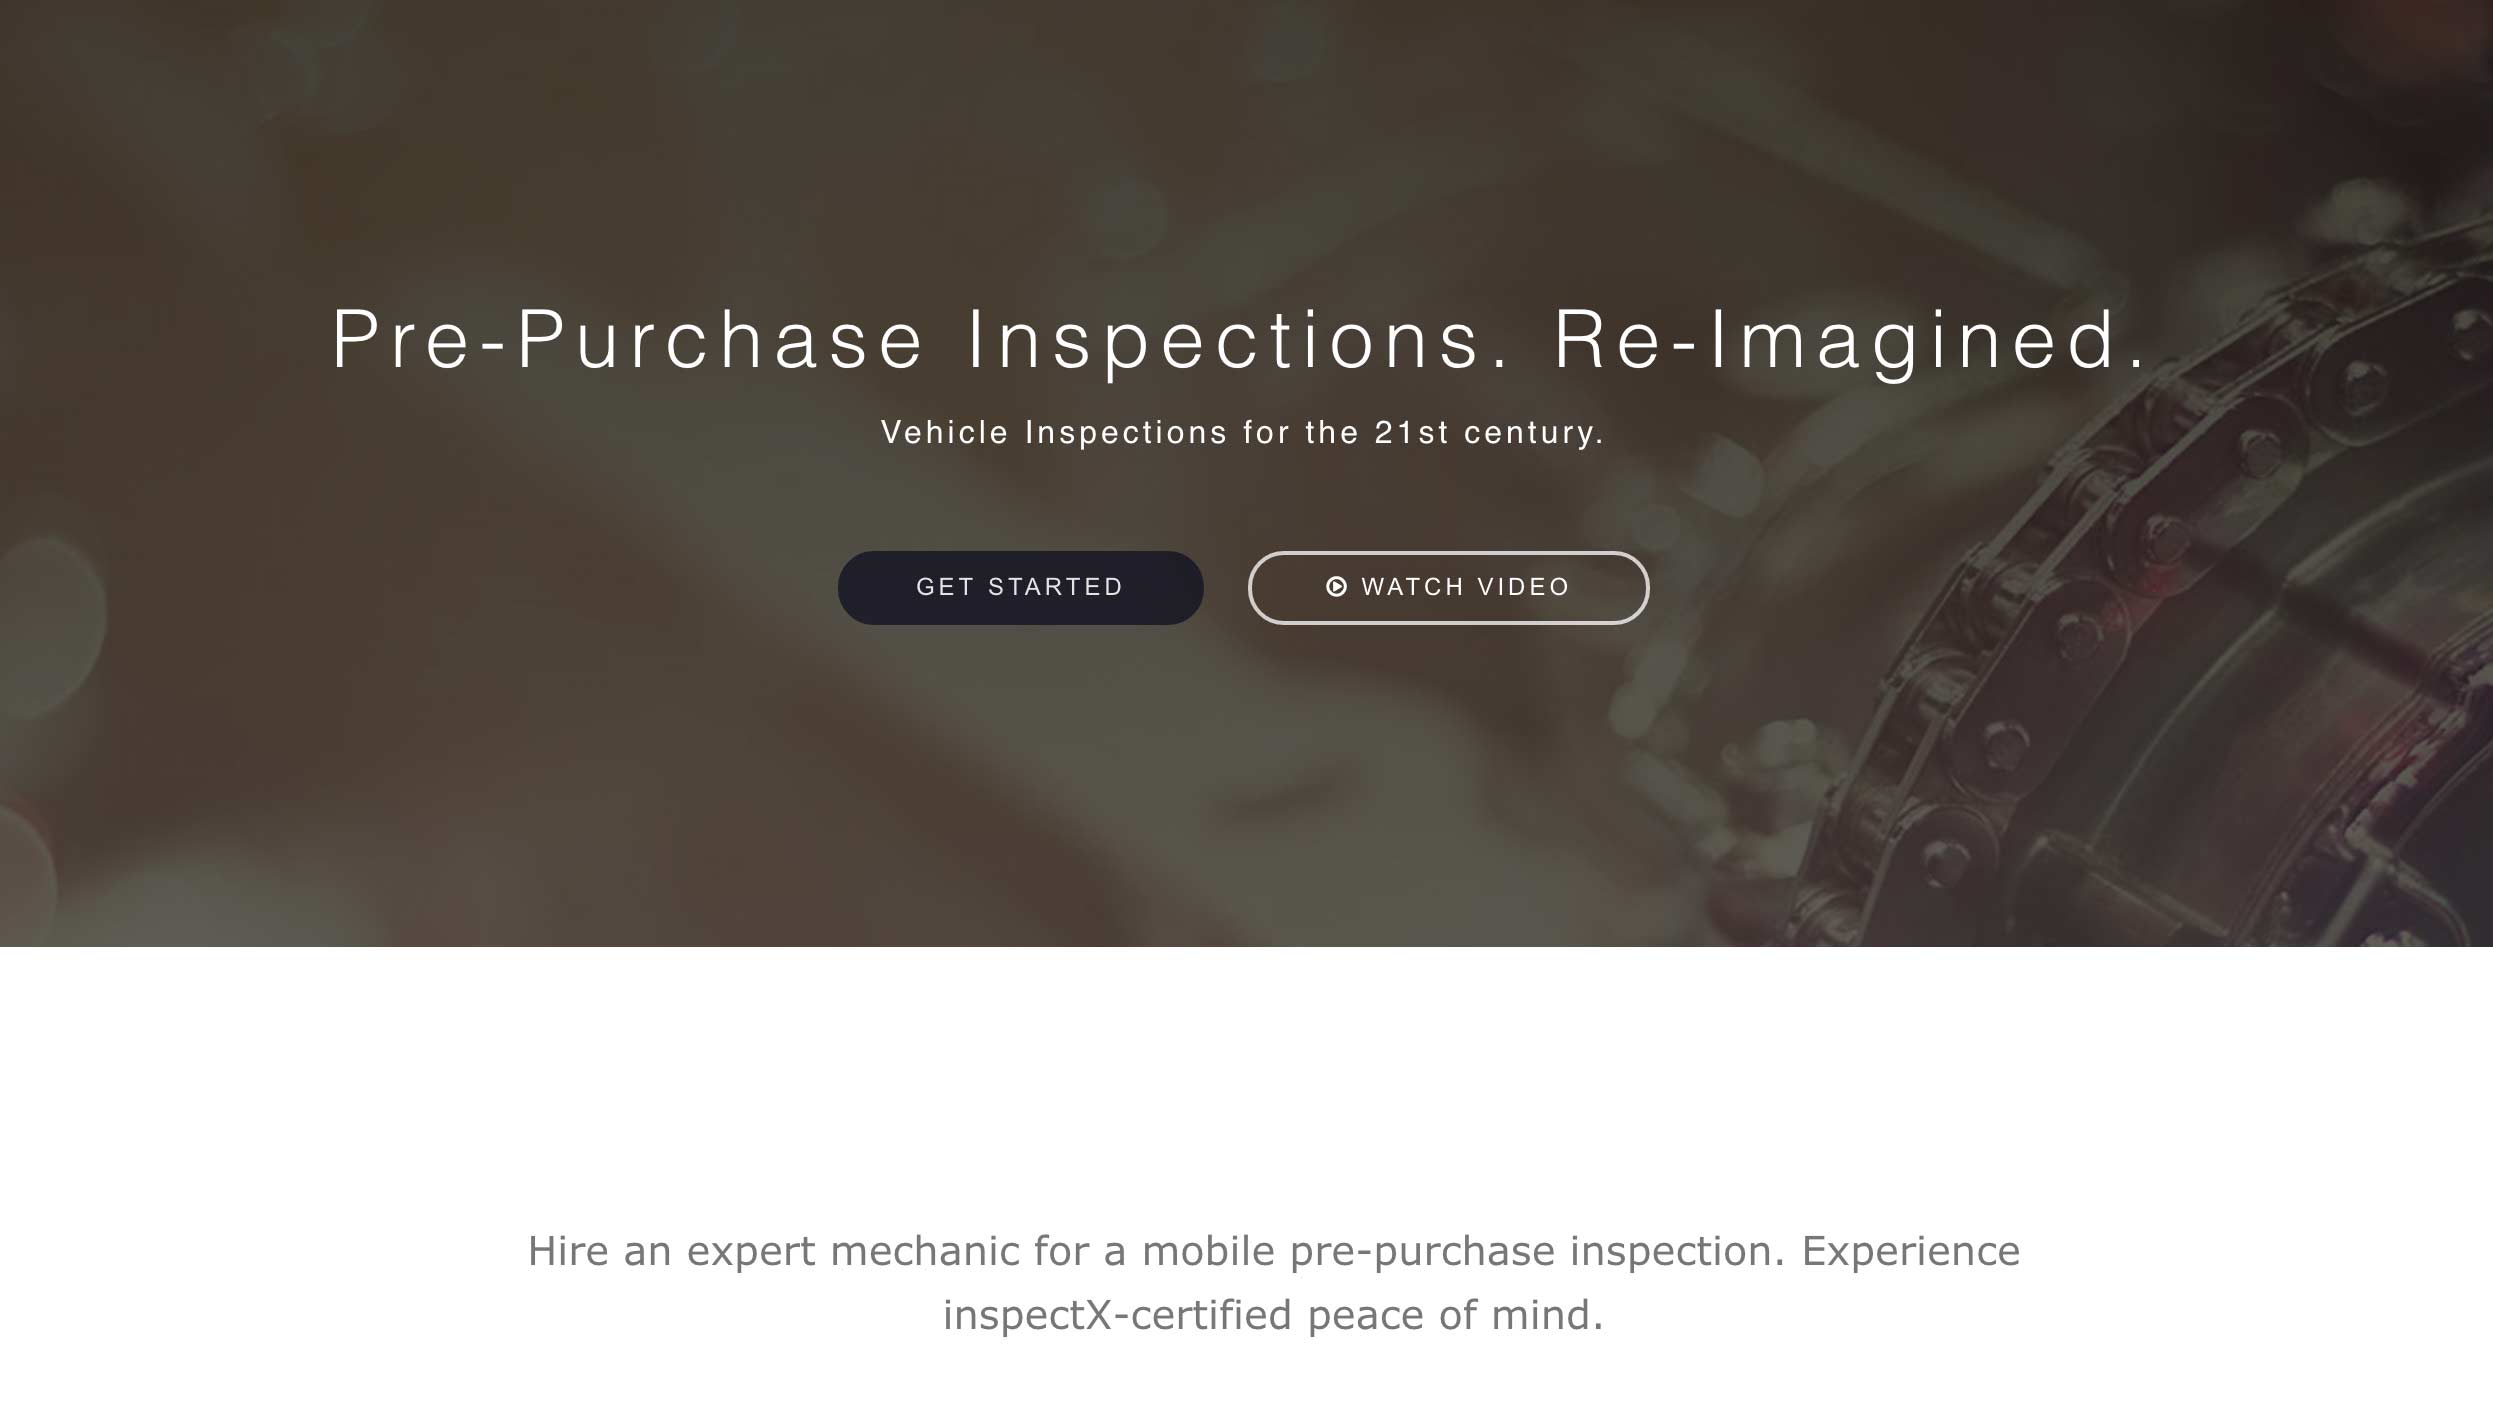 Pre-Purchase Inspections. Re-Imagined.
Vehicle Inspections for the 21st century.
GET STARTED
WATCH VIDEO
Hire an expert mechanic for a mobile pre-purchase inspection. Experience
inspectX-certified peace of mind.